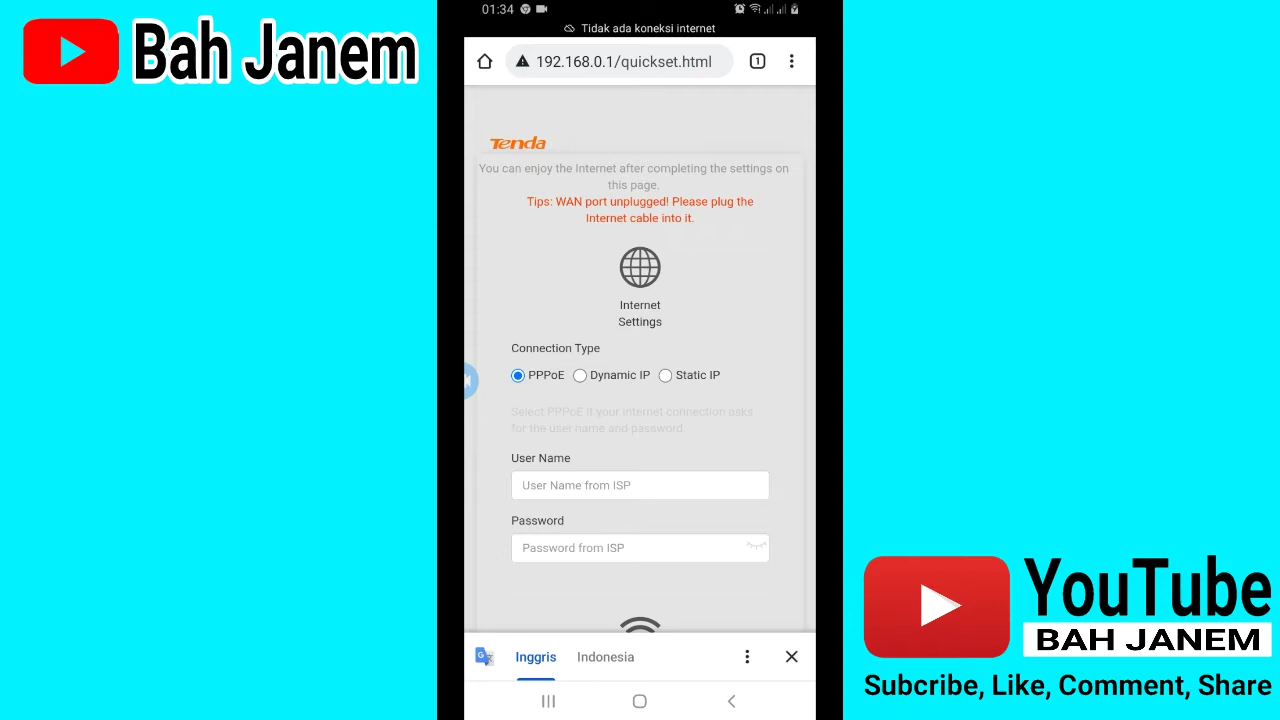 Bah Janem
01:34
Tidak ada koneksi internet
192.168.0.1/quickset.html
1
Tenda
You can enjoy the Internet after completing the settings on
this page.
Tips: WAN port unplugged! Please plug the
Internet cable into it.
Internet
Settings
Connection Type
PPPoE Dynamic IP Static IP
Select PPPoE if your internet connection asks
for the user name and password.
User Name
User Name from ISP
Password
Password from ISP
Inggris Indonesia
YouTube
BAH JANEM
Subcribe, Like, Comment, Share